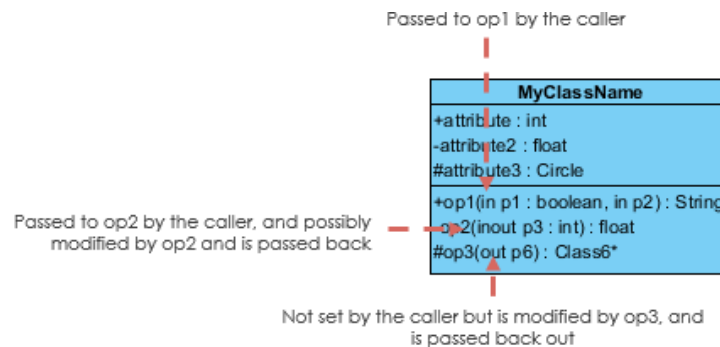 Passed to op1 by the caller
MyClassName
+attribute : int
-attribute2 : float
#attribute3 : Circle
+op1(in p1 : boolean, in p2) : String
Passed to op2 by the caller, and possibly
modified by op2 and is passed back
op2(inout p3 : int) : float
#op3(out p6) : Class6*
Not set by the caller but is modified by op3, and
is passed back out